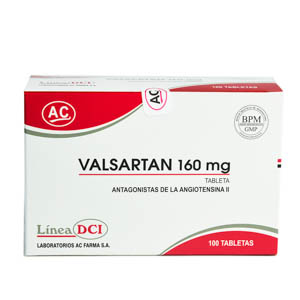 AC
AC
100 TABLETAS
BPM
GMP
VALSARTAN 160 mg
TABLETA
ANTAGONISTAS DE LA ANGIOTENSINA II
Línea DCI
LABORATORIOS AC FARMA S.A.
100 TABLETAS